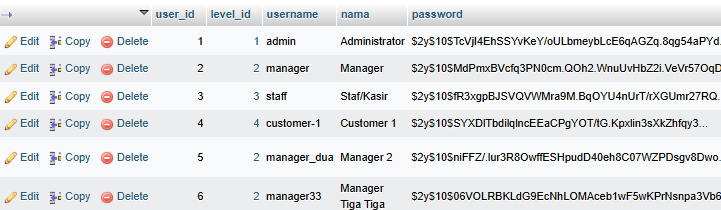 user_id level_id username nama password
Edit Copy Delete 1 1 admin Administrator $2y$10$TcVjI4EhSSYvKeY/oULbmeybLcE6qAGZq.8qg54aPYd.
Edit Copy Delete 2 2 manager Manager $2y$10$MdPmxBVcfq3PN0cm.QOh2.WnuUvHbZ2i.VeVr57OqD
Edit Copy Delete 3 3 staff Staf/Kasir $2y$10$fR3xgpBJSVQVWMra9M.BqOYU4nUrT/rXGUmr27RQ.
Edit Copy Delete 4 4 customer-1 Customer 1 $2y$10$SYXDlTbdilqlncEEaCPgYOT/tG.Kpxlin3sXkZhfqy3...
Edit Copy Delete 5 2 manager_dua Manager 2 $2y$10$niFFZ/.lur3R8OwffESHpudD40eh8C07WZPDsgv8Dwo.
Edit Copy Delete 6 2 manager33 Manager Tiga Tiga $2y$10$06VOLRBKLdG9EcNhLOMAceb1wF5wKPrNsnpa3Vb6